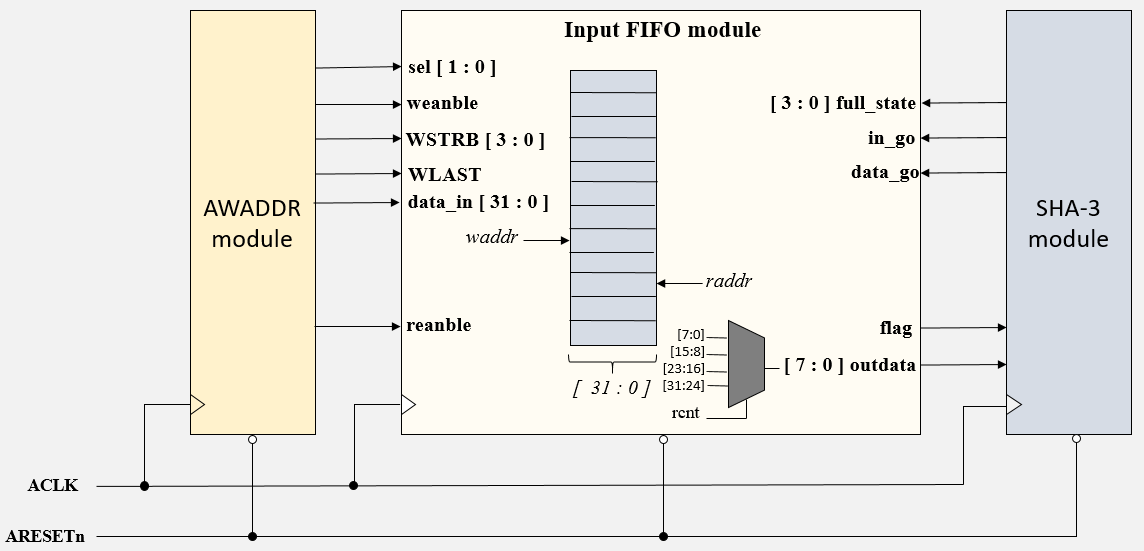 Input FIFO module
AWADDR
module
sel [ 1 : 0 ]
weanble
WSTRB [ 3 : 0 ]
WLAST
data_in [ 31 : 0 ]
waddr
reanble
raddr
[ 31 : 0 ]
[7:0]
[15:8]
[23:16]
[31:24]
rcnt
[ 3 : 0 ] full_state
in_go
data_go
flag
[ 7 : 0 ] outdata
SHA-3
module
ACLK
ARESETn